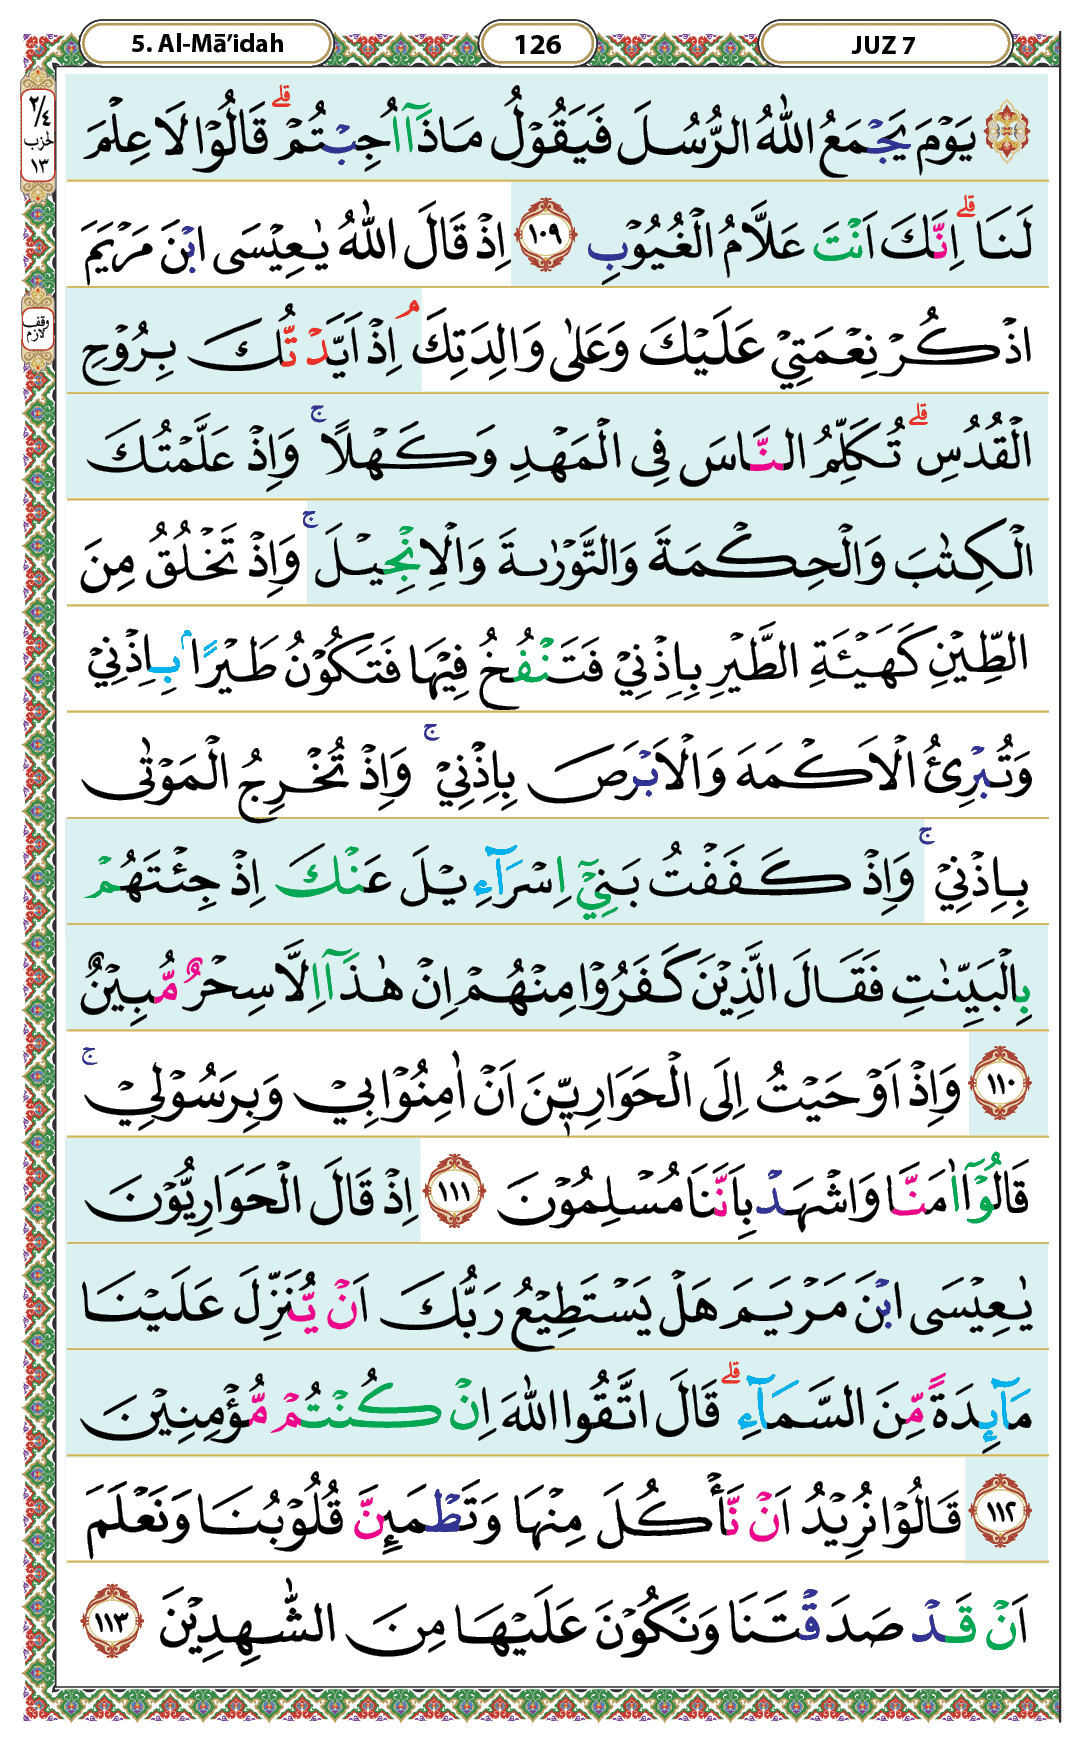 5. Al-Mā’idah 126 JUZ 7
٢/٤
لحزب
١٣
وقف
لازم
يَوْمَ يَجْمَعُ اللّٰهُ الرُّسُلَ فَيَقُوْلُ مَاذَآ اُجِبْتُمْ ۗ قَالُوْا لَا عِلْمَ
لَنَا ۗ اِنَّكَ اَنْتَ عَلَّامُ الْغُيُوْبِ ١٠٩ اِذْ قَالَ اللّٰهُ يٰعِيْسَى ابْنَ مَرْيَمَ
اذْكُرْ نِعْمَتِيْ عَلَيْكَ وَعَلٰى وَالِدَتِكَ ۘ اِذْ اَيَّدْتُّكَ بِرُوْحِ
الْقُدُسِ ۗ تُكَلِّمُ النَّاسَ فِى الْمَهْدِ وَكَهْلًا ۚ وَاِذْ عَلَّمْتُكَ
الْكِتٰبَ وَالْحِكْمَةَ وَالتَّوْرٰىةَ وَالْاِنْجِيْلَ ۚ وَاِذْ تَخْلُقُ مِنَ
الطِّيْنِ كَهَيْـَٔةِ الطَّيْرِ بِاِذْنِيْ فَتَنْفُخُ فِيْهَا فَتَكُوْنُ طَيْرًاۢ بِاِذْنِيْ
وَتُبْرِئُ الْاَكْمَهَ وَالْاَبْرَصَ بِاِذْنِيْ ۚ وَاِذْ تُخْرِجُ الْمَوْتٰى
بِاِذْنِيْ ۚ وَاِذْ كَفَفْتُ بَنِيْٓ اِسْرَآءِيْلَ عَنْكَ اِذْ جِئْتَهُمْ
بِالْبَيِّنٰتِ فَقَالَ الَّذِيْنَ كَفَرُوْا مِنْهُمْ اِنْ هٰذَآ اِلَّا سِحْرٌ مُّبِيْنٌ
١١٠ وَاِذْ اَوْحَيْتُ اِلَى الْحَوَارِيّٖنَ اَنْ اٰمِنُوْا بِيْ وَبِرَسُوْلِيْ ۚ
قَالُوْٓا اٰمَنَّا وَاشْهَدْ بِاَنَّنَا مُسْلِمُوْنَ ١١١ اِذْ قَالَ الْحَوَارِيُّوْنَ
يٰعِيْسَى ابْنَ مَرْيَمَ هَلْ يَسْتَطِيْعُ رَبُّكَ اَنْ يُّنَزِّلَ عَلَيْنَا
مَآىِٕدَةً مِّنَ السَّمَآءِ ۗ قَالَ اتَّقُوا اللّٰهَ اِنْ كُنْتُمْ مُّؤْمِنِيْنَ
١١٢ قَالُوْا نُرِيْدُ اَنْ نَّأْكُلَ مِنْهَا وَتَطْمَىِٕنَّ قُلُوْبُنَا وَنَعْلَمَ
اَنْ قَدْ صَدَقْتَنَا وَنَكُوْنَ عَلَيْهَا مِنَ الشّٰهِدِيْنَ ١١٣